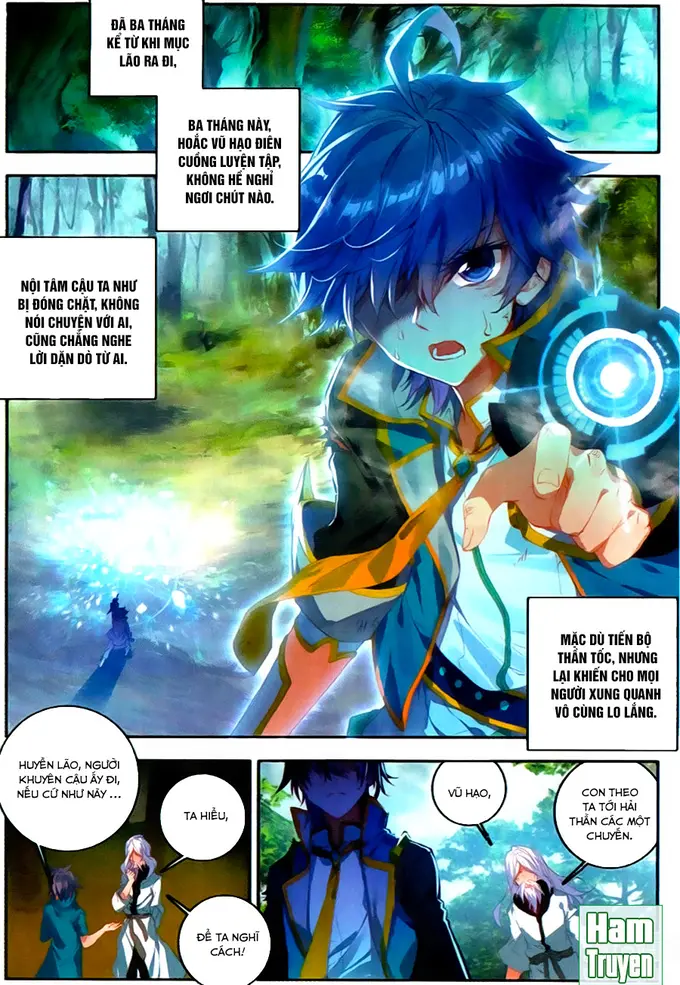 ĐÃ BA THÁNG
KỂ TỪ KHI MỤC
LÃO RA ĐI,
BA THÁNG NÀY,
HOẮC VŨ HẠO ĐIÊN
CUỒNG LUYỆN TẬP,
KHÔNG HỀ NGHỈ
NGƠI CHÚT NÀO.
NỘI TÂM CẬU TA NHƯ
BỊ ĐÓNG CHẶT, KHÔNG
NÓI CHUYỆN VỚI AI,
CŨNG CHẲNG NGHE
LỜI DẶN DÒ TỪ AI.
MẶC DÙ TIẾN BỘ
THẦN TỐC, NHƯNG
LẠI KHIẾN CHO MỌI
NGƯỜI XUNG QUANH
VÔ CÙNG LO LẮNG.
HUYỀN LÃO, NGƯỜI
KHUYÊN CẬU ẤY ĐI,
NẾU CỨ NHƯ NÀY ...
TA HIỂU,
ĐỂ TA NGHĨ
CÁCH!
VŨ HẠO,
CON THEO
TA TỚI HẢI
THẦN CÁC MỘT
CHUYẾN.
Ham
Truyen